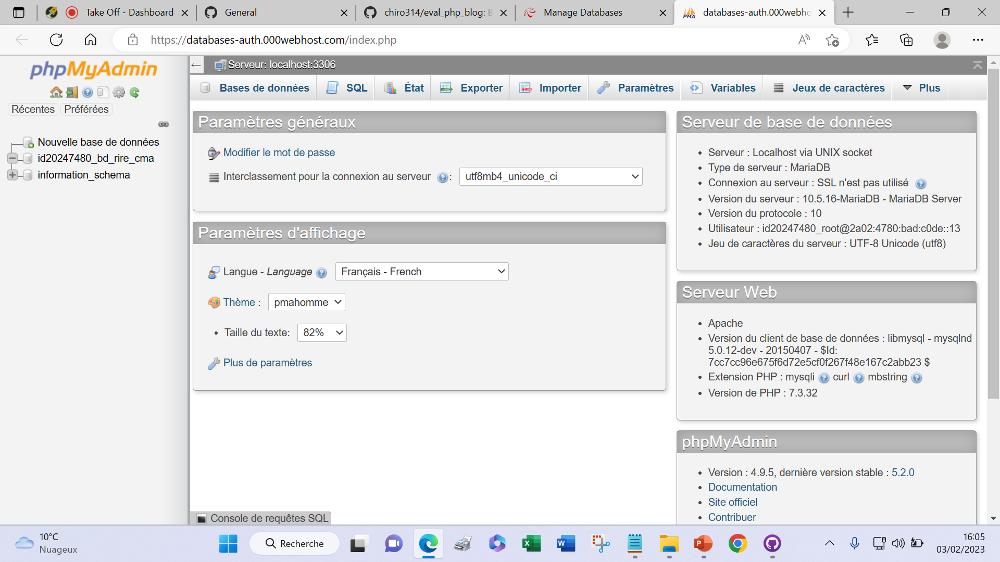 Take Off - Dashboard
General
chiro314/eval_php_blog: B
Manage Databases
databases-auth.000webho
https://databases-auth.000webhost.com/index.php
phpMyAdmin
Récentes Préférées
Nouvelle base de données
id20247480_bd_rire_cma
information_schema
Serveur: localhost:3306
Bases de données
SQL
État
Exporter
Importer
Paramètres
Variables
Jeux de caractères
Plus
Paramètres généraux
Modifier le mot de passe
Interclassement pour la connexion au serveur : utf8mb4_unicode_ci
Paramètres d'affichage
Langue - Language Français - French
Thème : pmahomme
Taille du texte: 82%
Plus de paramètres
Serveur de base de données
Serveur : Localhost via UNIX socket
Type de serveur : MariaDB
Connexion au serveur : SSL n'est pas utilisé
Version du serveur : 10.5.16-MariaDB - MariaDB Server
Version du protocole : 10
Utilisateur : id20247480_root@2a02:4780:bad:c0de::13
Jeu de caractères du serveur : UTF-8 Unicode (utf8)
Serveur Web
Apache
Version du client de base de données : libmysql - mysqlnd
5.0.12-dev - 20150407 - $Id:
7cc7cc96e675f6d72e5cf0f267f48e167c2abb23 $
Extension PHP : mysqli curl mbstring
Version de PHP : 7.3.32
phpMyAdmin
Version : 4.9.5, dernière version stable : 5.2.0
Documentation
Site officiel
Contribuer
Console de requêtes SQL
10°C
Nuageux
Recherche
16:05
03/02/2023